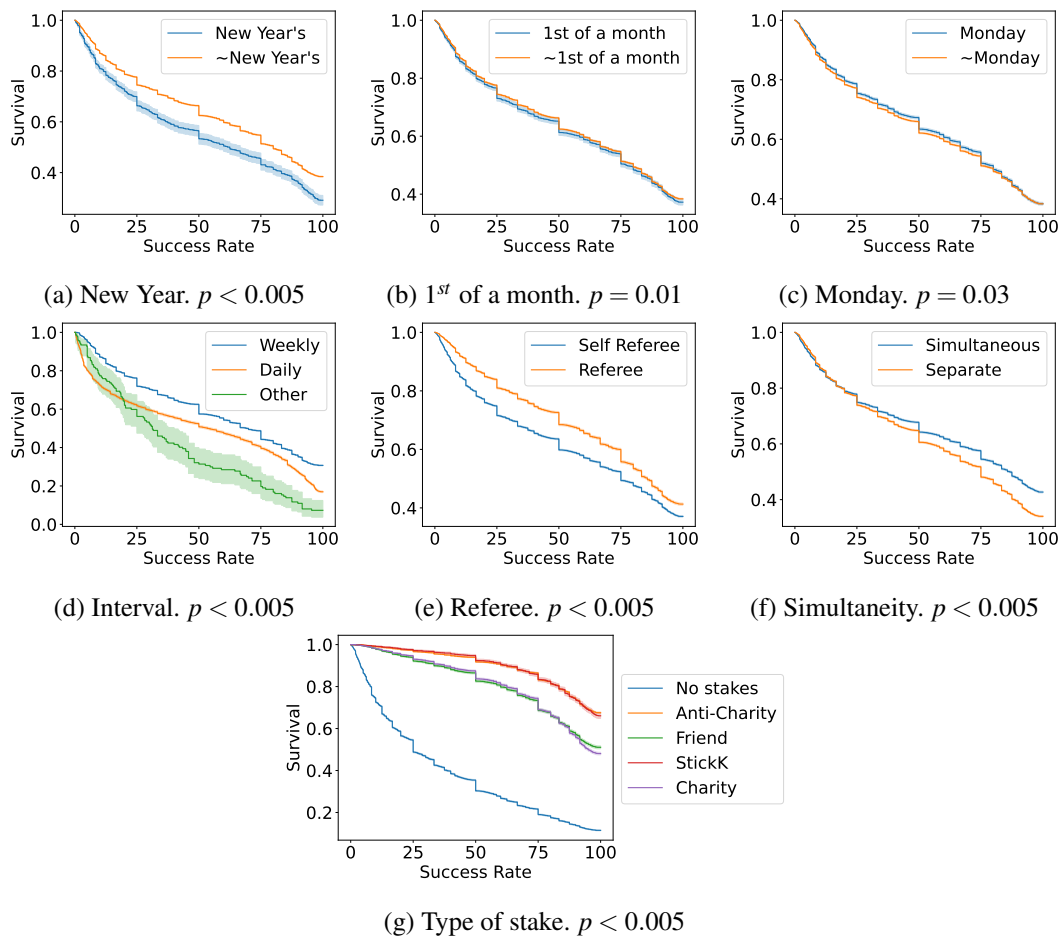 1.0
0.8
0.6
0.4
Survival
New Year's
~New Year's
0 25 50 75 100
Success Rate
(a) New Year. p < 0.005
1.0
0.8
0.6
0.4
Survival
1st of a month
~1st of a month
0 25 50 75 100
Success Rate
(b) 1st of a month. p = 0.01
1.0
0.8
0.6
0.4
Survival
Monday
~Monday
0 25 50 75 100
Success Rate
(c) Monday. p = 0.03
1.0
0.8
0.6
0.4
0.2
0.0
Survival
Weekly
Daily
Other
0 25 50 75 100
Success Rate
(d) Interval. p < 0.005
1.0
0.8
0.6
0.4
Survival
Self Referee
Referee
0 25 50 75 100
Success Rate
(e) Referee. p < 0.005
1.0
0.8
0.6
0.4
Survival
Simultaneous
Separate
0 25 50 75 100
Success Rate
(f) Simultaneity. p < 0.005
1.0
0.8
0.6
0.4
0.2
Survival
No stakes
Anti-Charity
Friend
StickK
Charity
0 25 50 75 100
Success Rate
(g) Type of stake. p < 0.005